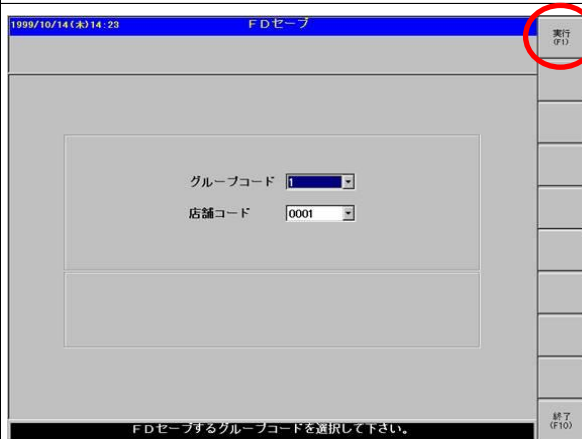 1999/10/14(木)14:23 FDセーブ
実行
(F1)
グループコード 1
店舗コード 0001
終了
(F10)
FDセーブするグループコードを選択して下さい。